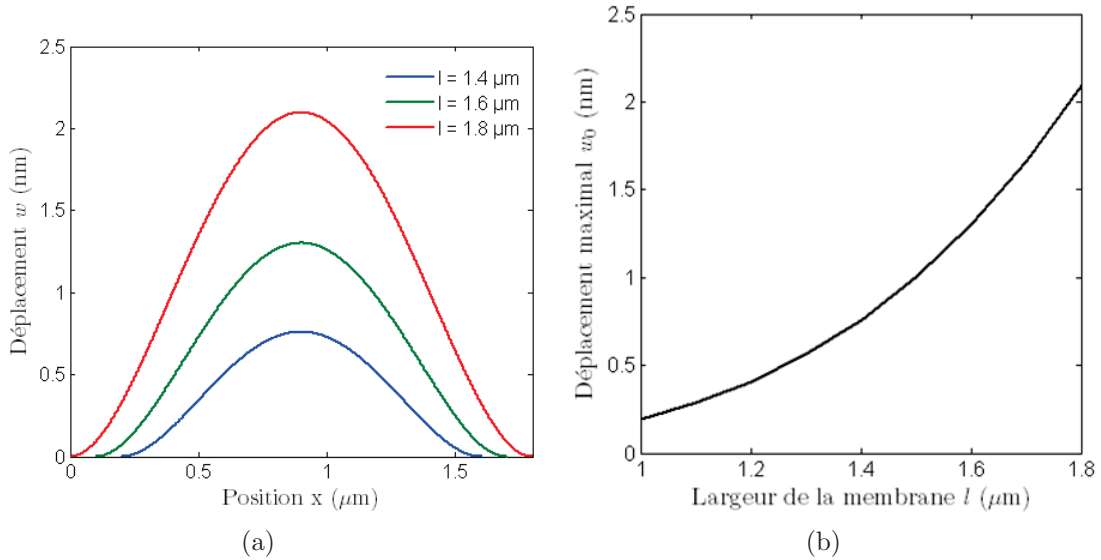 2.5
2
1.5
1
0.5
0
0
0.5
1
1.5
Déplacement w (nm)
Position x (μm)
l = 1.4 µm
l = 1.6 µm
l = 1.8 µm
(a)
2.5
2
1.5
1
0.5
0
1
1.2
1.4
1.6
1.8
Déplacement maximal w₀ (nm)
Largeur de la membrane l (μm)
(b)